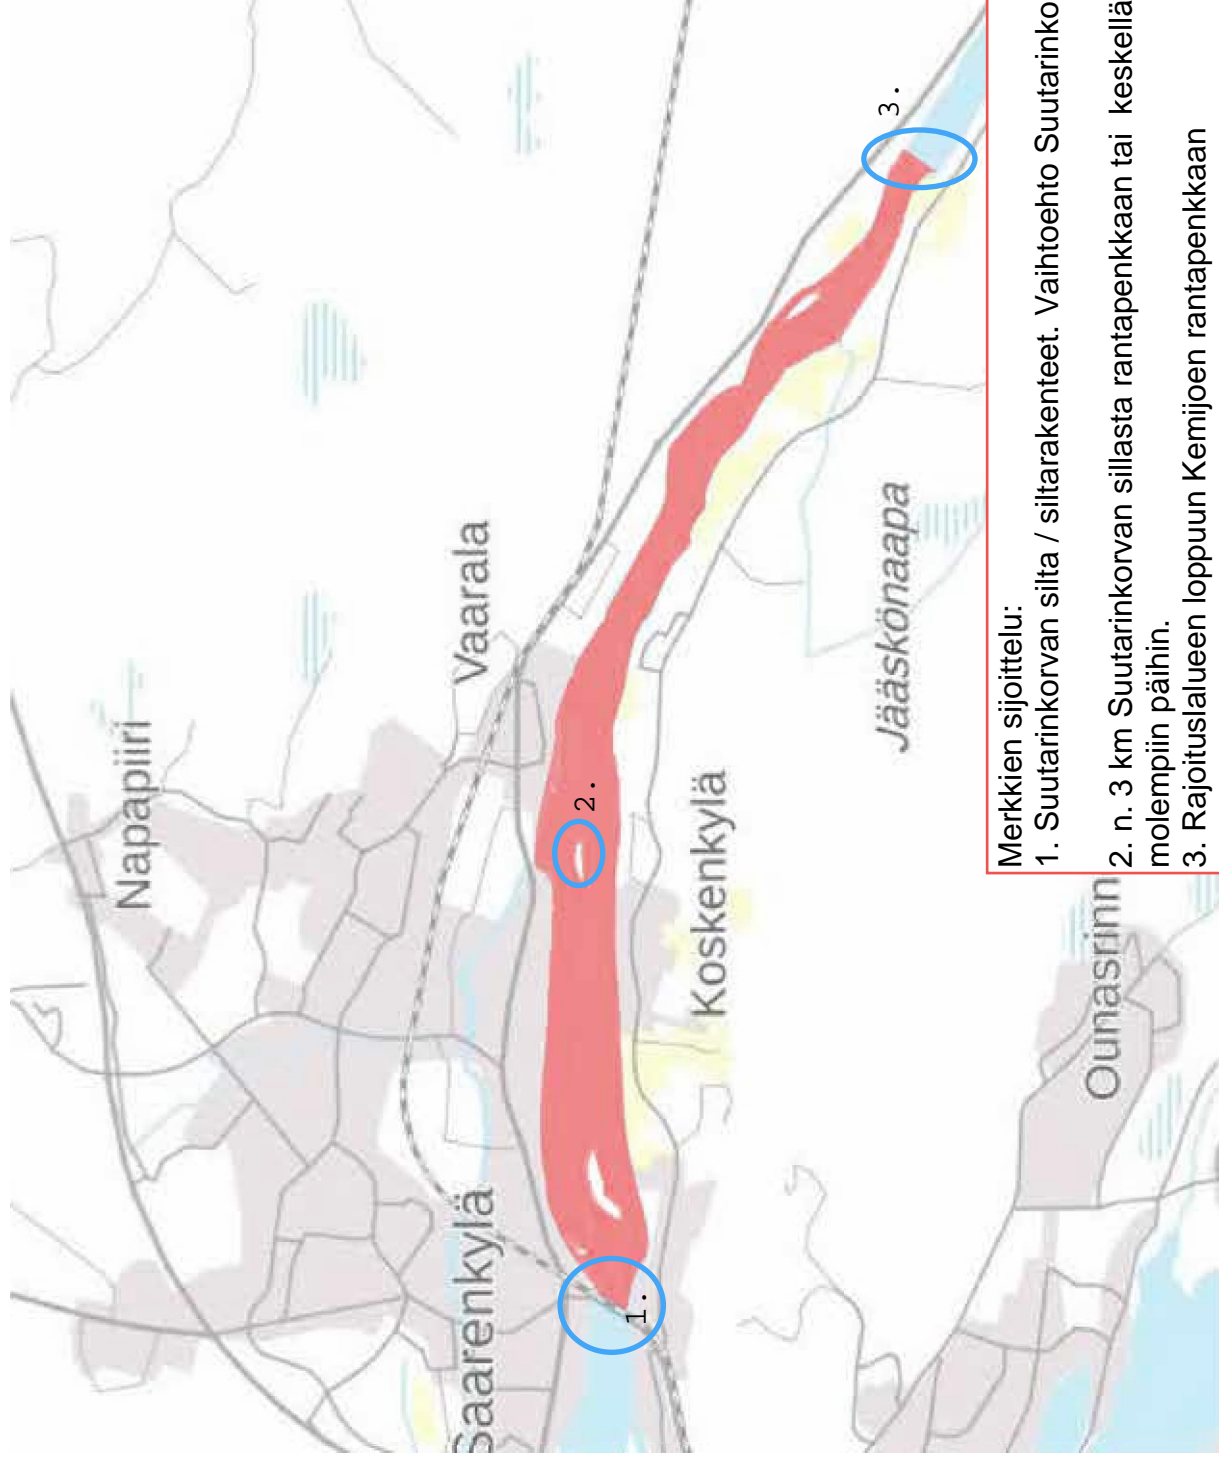 Napapiiri
Vaarala
Saarenkylä
Koskenkylä
Jääskönaapa
Ounasrinn
1.
2.
3.
Merkkien sijoittelu:
1. Suutarinkorvan silta / siltarakenteet. Vaihtoehto Suutarinko
2. n. 3 km Suutarinkorvan sillasta rantapenkkaan tai keskellä
molempiin päihin.
3. Rajoituslalueen loppuun Kemijoen rantapenkkaan